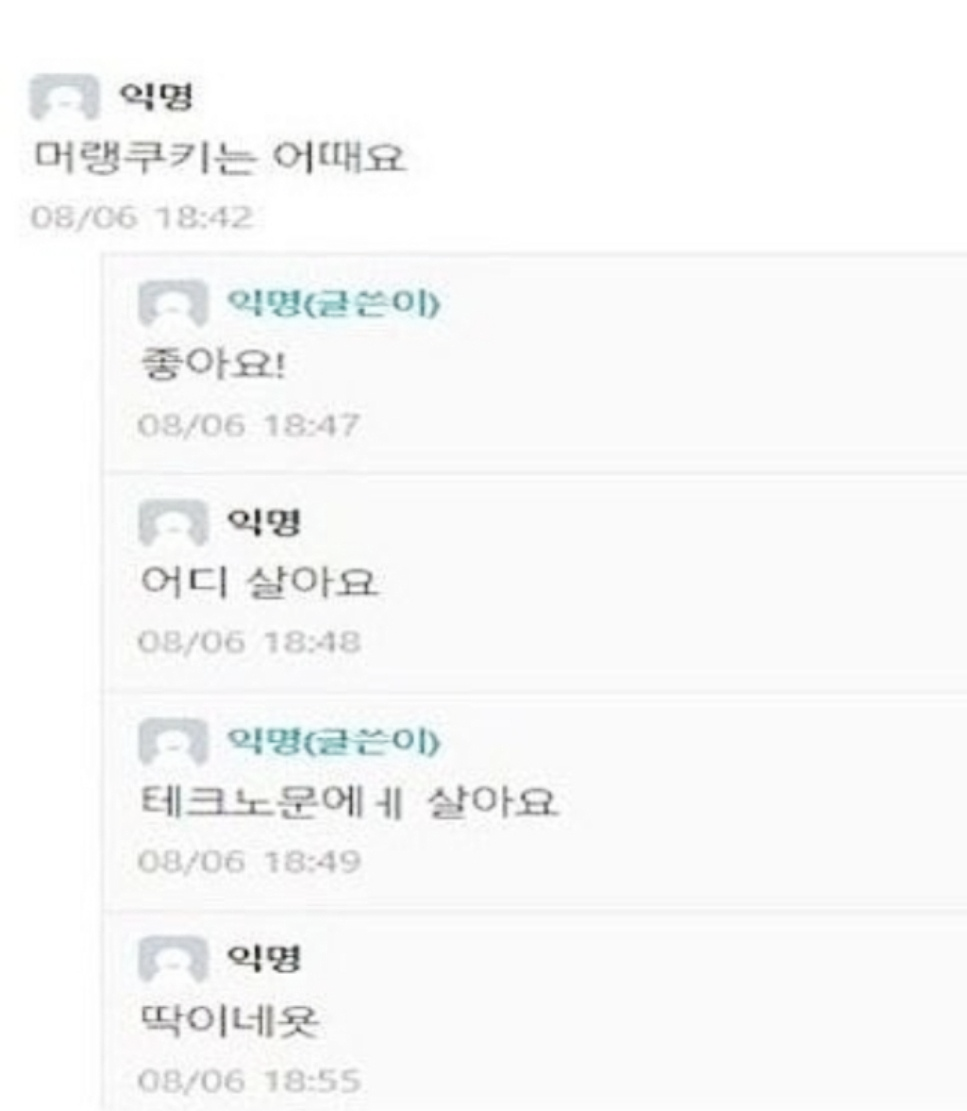 익명
머랭쿠키는 어때요
08/06 18:42
익명(글쓴이)
좋아요!
08/06 18:47
익명
어디 살아요
08/06 18:48
익명(글쓴이)
테크노문에ㅔ 살아요
08/06 18:49
익명
딱이네욧
08/06 18:55